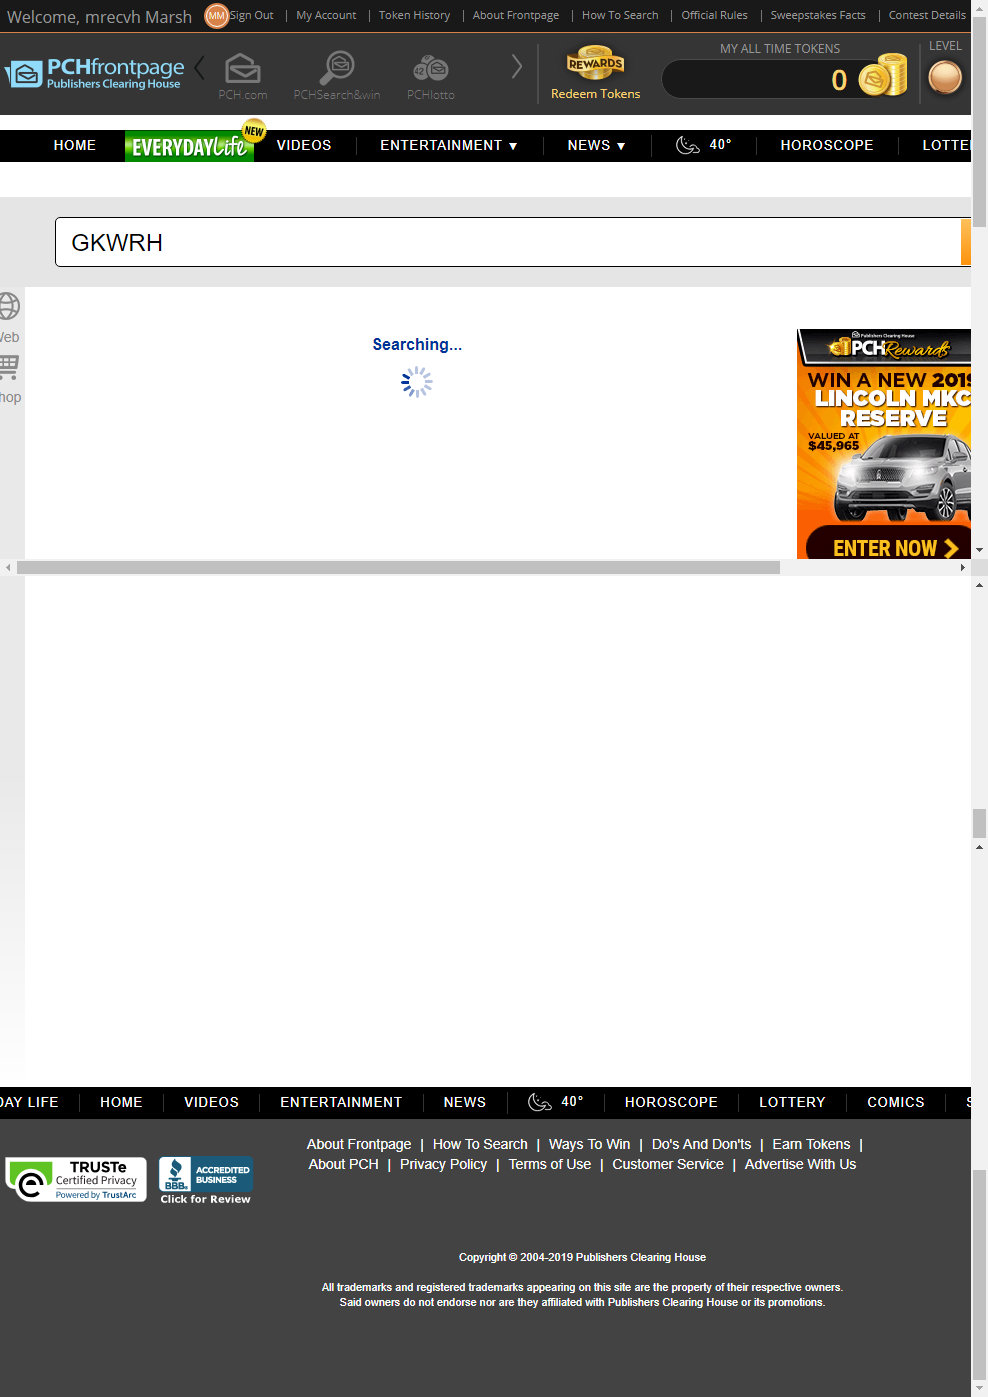 Welcome, mrecvh Marsh MM Sign Out | My Account | Token History | About Frontpage | How To Search | Official Rules | Sweepstakes Facts | Contest Details
PCHfrontpage
Publishers Clearing House
PCH.com
PCHSearch&win
PCHlotto
REWARDS
Redeem Tokens
MY ALL TIME TOKENS
0
LEVEL
HOME EVERYDAY Life NEW VIDEOS ENTERTAINMENT ▼ NEWS ▼ 40° HOROSCOPE LOTTE
GKWRH
Web
Shop
Searching...
Publishers Clearing House
PCHRewards
WIN A NEW 2019
LINCOLN MKC
RESERVE
VALUED AT
$45,965
ENTER NOW
DAY LIFE HOME VIDEOS ENTERTAINMENT NEWS 40° HOROSCOPE LOTTERY COMICS S
About Frontpage | How To Search | Ways To Win | Do's And Don'ts | Earn Tokens |
About PCH | Privacy Policy | Terms of Use | Customer Service | Advertise With Us
TRUSTe
Certified Privacy
Powered by TrustArc
BBB.
ACCREDITED
BUSINESS
Click for Review
Copyright © 2004-2019 Publishers Clearing House
All trademarks and registered trademarks appearing on this site are the property of their respective owners.
Said owners do not endorse nor are they affiliated with Publishers Clearing House or its promotions.